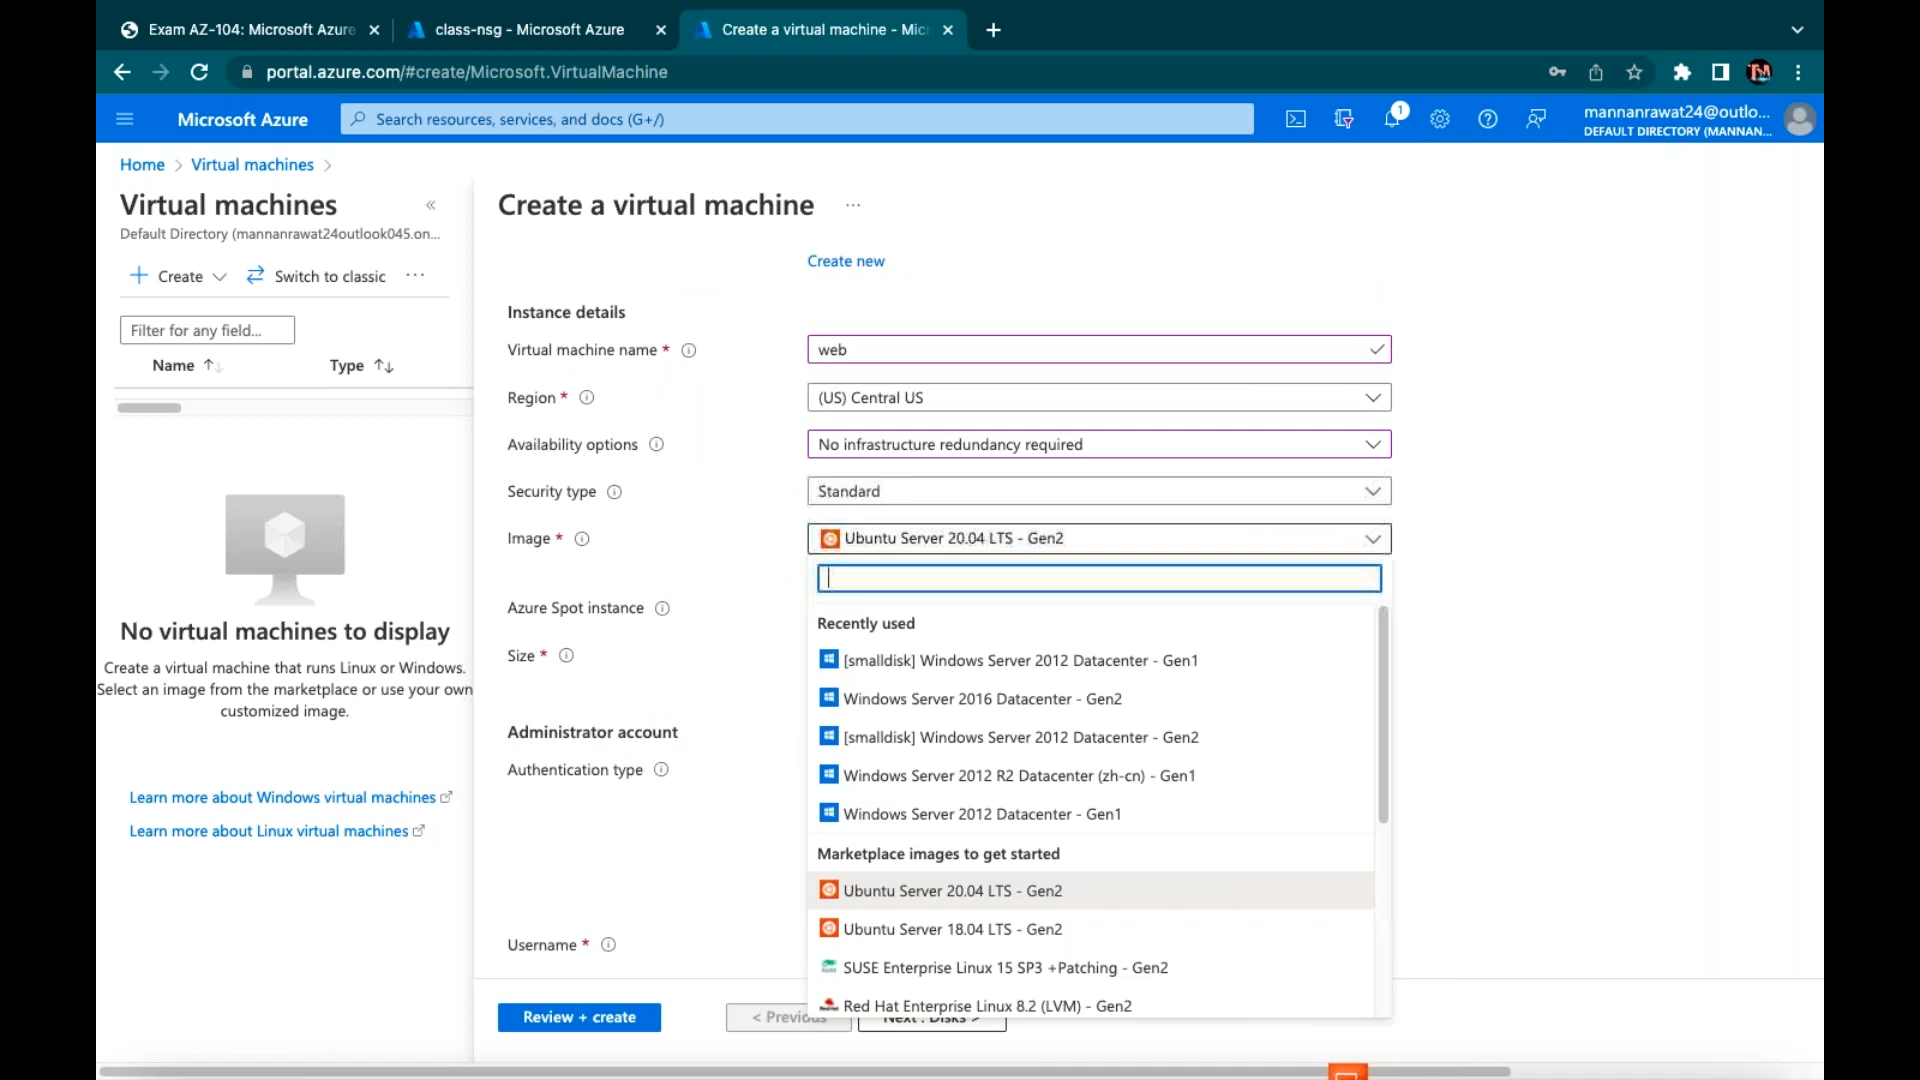 Exam AZ-104: Microsoft Azure
class-nsg - Microsoft Azure
Create a virtual machine - Mic
portal.azure.com/#create/Microsoft.VirtualMachine
Microsoft Azure
Search resources, services, and docs (G+/)
1
mannanrawat24@outlo...
DEFAULT DIRECTORY (MANNAN...
Home > Virtual machines >
Virtual machines
Default Directory (mannanrawat24outlook045.on...
Create
Switch to classic
Filter for any field...
Name
Type
No virtual machines to display
Create a virtual machine that runs Linux or Windows.
Select an image from the marketplace or use your own
customized image.
Learn more about Windows virtual machines
Learn more about Linux virtual machines
Create a virtual machine
Create new
Instance details
Virtual machine name *
web
Region *
(US) Central US
Availability options
No infrastructure redundancy required
Security type
Standard
Image *
Ubuntu Server 20.04 LTS - Gen2
Azure Spot instance
Size *
Administrator account
Authentication type
Username *
Recently used
[smalldisk] Windows Server 2012 Datacenter - Gen1
Windows Server 2016 Datacenter - Gen2
[smalldisk] Windows Server 2012 Datacenter - Gen2
Windows Server 2012 R2 Datacenter (zh-cn) - Gen1
Windows Server 2012 Datacenter - Gen1
Marketplace images to get started
Ubuntu Server 20.04 LTS - Gen2
Ubuntu Server 18.04 LTS - Gen2
SUSE Enterprise Linux 15 SP3 +Patching - Gen2
Red Hat Enterprise Linux 8.2 (LVM) - Gen2
Review + create
< Previous
Next : Disks >